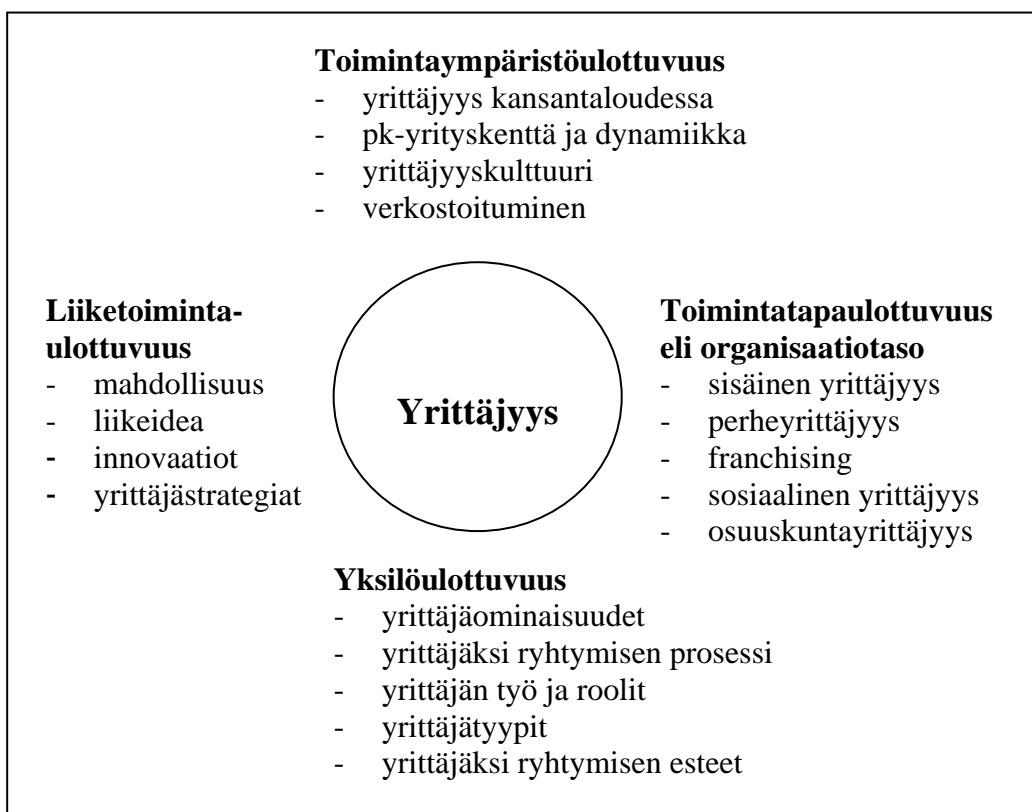 Toimintaympäristöulottuvuus
- yrittäjyys kansantaloudessa
- pk-yrityskenttä ja dynamiikka
- yrittäjyyskulttuuri
- verkostoituminen
Liiketoiminta-
ulottuvuus
- mahdollisuus
- liikeidea
- innovaatiot
- yrittäjästrategiat
Yrittäjyys
Toimintatapaulottuvuus
eli organisaatiotaso
- sisäinen yrittäjyys
- perheyrittäjyys
- franchising
- sosiaalinen yrittäjyys
- osuuskuntayrittäjyys
Yksilöulottuvuus
- yrittäjäominaisuudet
- yrittäjäksi ryhtymisen prosessi
- yrittäjän työ ja roolit
- yrittäjätyypit
- yrittäjäksi ryhtymisen esteet